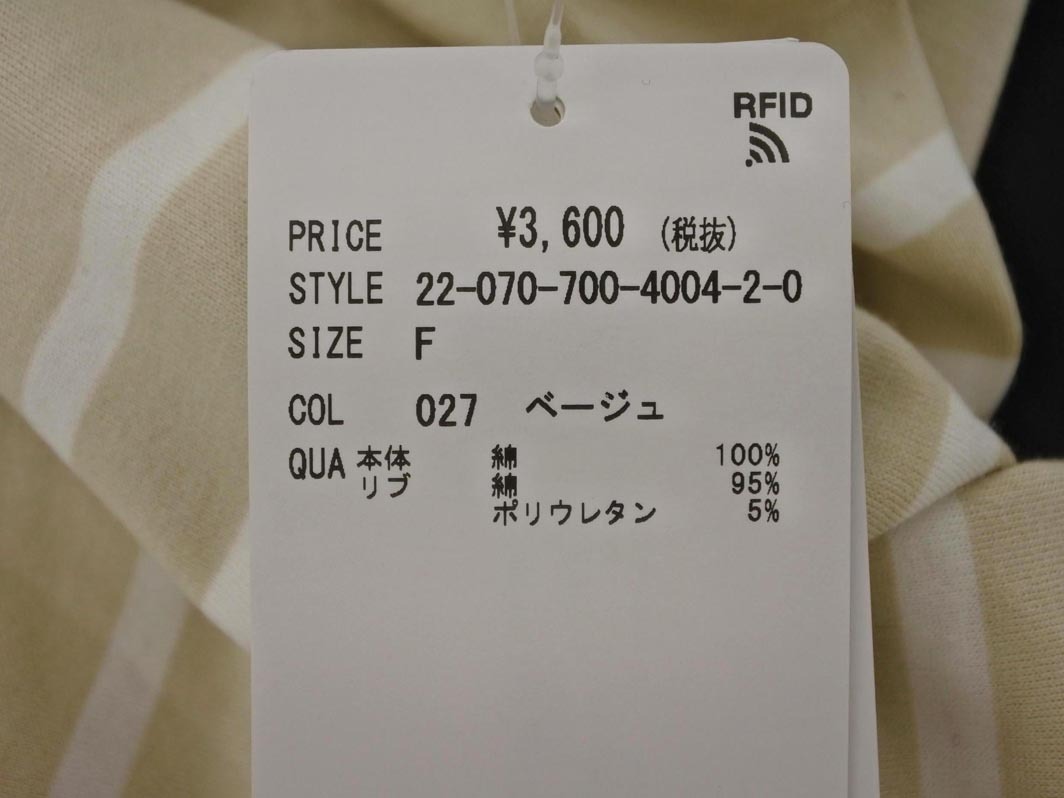 RFID
PRICE ¥3,600 (税抜)
STYLE 22-070-700-4004-2-0
SIZE F
COL 027 ベージュ
QUA 本体 綿 100%
リブ 綿 95%
ポリウレタン 5%